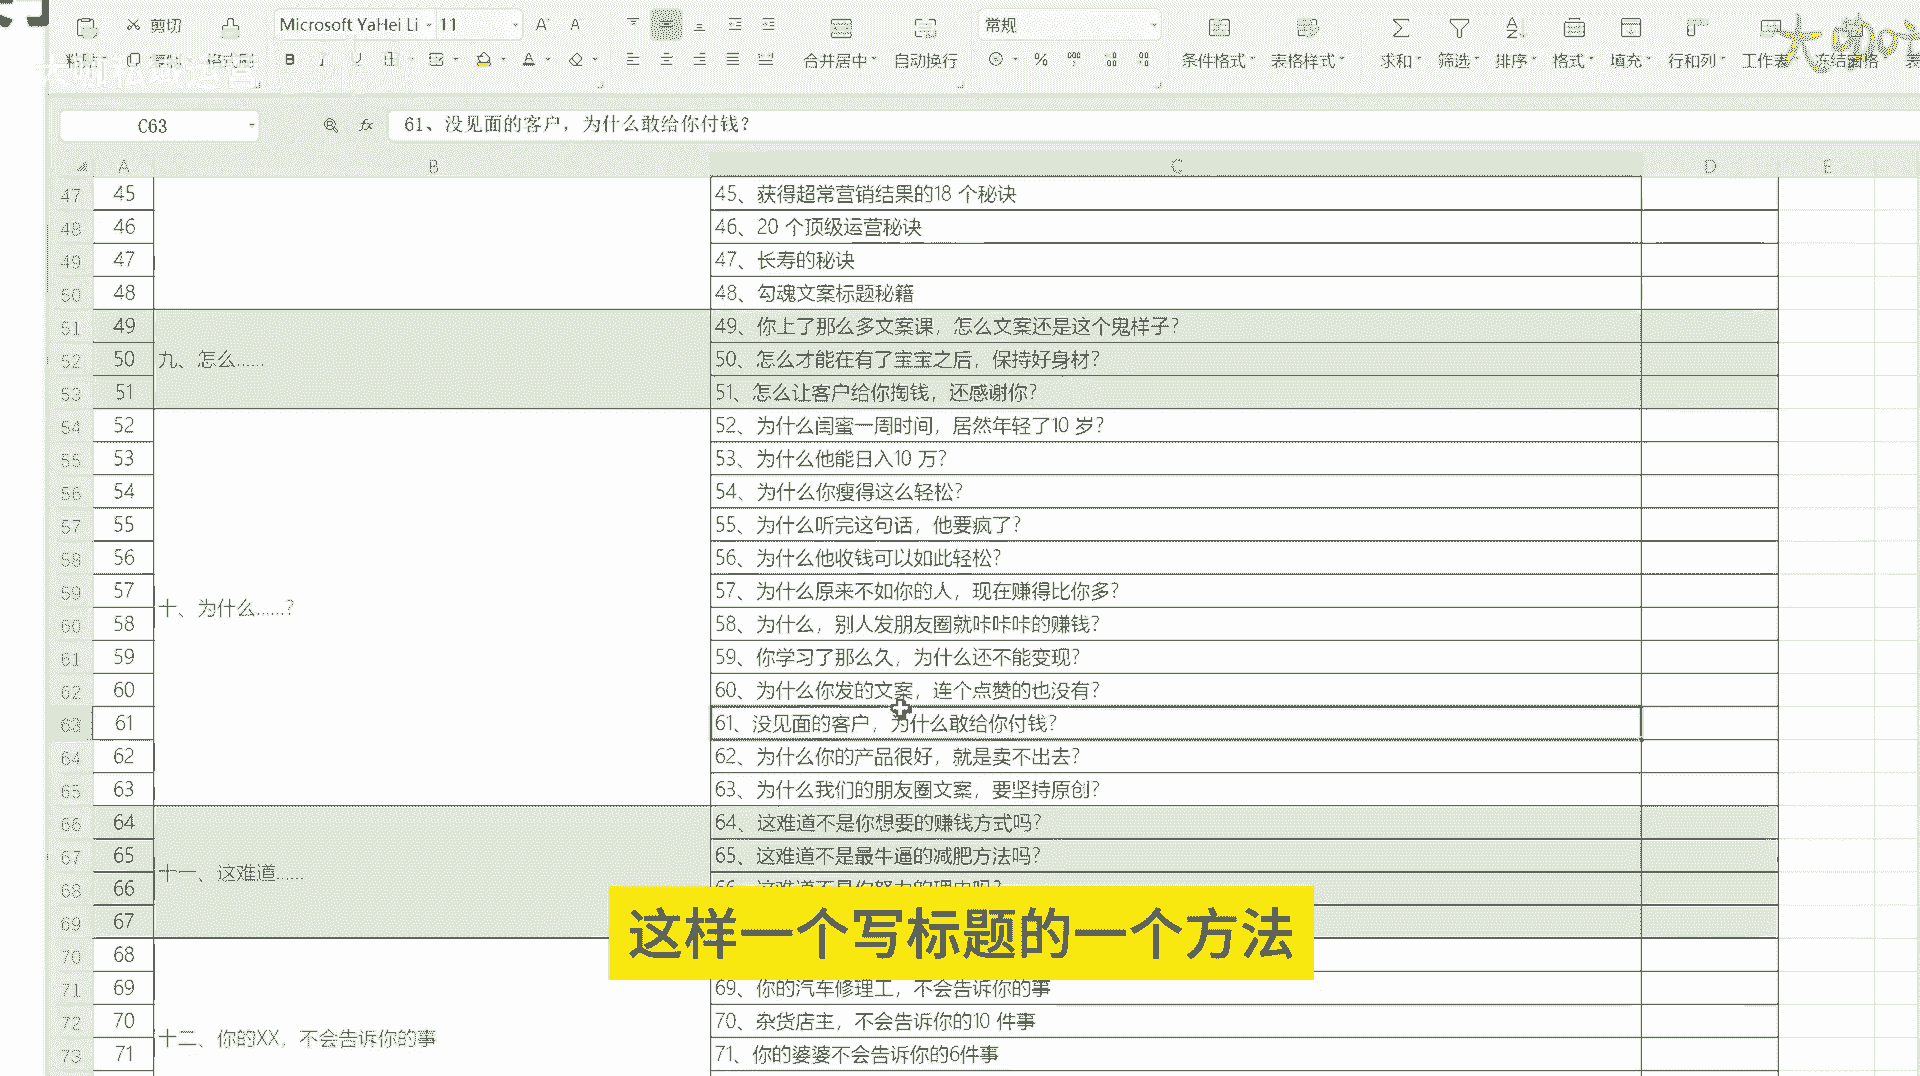 剪切
Microsoft YaHei Li
11
常规
合并居中
自动换行
条件格式
表格样式
求和
筛选
排序
格式
填充
行和列
工作表
冻结窗格
C63
fx
61、没见面的客户，为什么敢给你付钱？
A
B
C
D
E
47
45
45、获得超常营销结果的18 个秘诀
48
46
46、20 个顶级运营秘诀
49
47
47、长寿的秘诀
50
48
48、勾魂文案标题秘籍
51
49
49、你上了那么多文案课，怎么文案还是这个鬼样子？
52
50
九、怎么……
50、怎么才能在有了宝宝之后，保持好身材？
53
51
51、怎么让客户给你掏钱，还感谢你？
54
52
52、为什么闺蜜一周时间，居然年轻了10 岁？
55
53
53、为什么他能日入10 万？
56
54
54、为什么你瘦得这么轻松？
57
55
55、为什么听完这句话，他要疯了？
58
56
56、为什么他收钱可以如此轻松？
59
57
57、为什么原来不如你的人，现在赚得比你多？
十、为什么……？
60
58
58、为什么，别人发朋友圈就咔咔咔的赚钱？
61
59
59、你学习了那么久，为什么还不能变现？
62
60
60、为什么你发的文案，连个点赞的也没有？
63
61
61、没见面的客户，为什么敢给你付钱？
64
62
62、为什么你的产品很好，就是卖不出去？
65
63
63、为什么我们的朋友圈文案，要坚持原创？
66
64
64、这难道不是你想要的赚钱方式吗？
67
65
65、这难道不是最牛逼的减肥方法吗？
十一、这难道……
68
66
66、这难道不是你努力的理由吗？
69
67
这样一个写标题的一个方法
70
68
71
69
69、你的汽车修理工，不会告诉你的事
72
70
70、杂货店主，不会告诉你的10 件事
十二、你的XX，不会告诉你的事
73
71
71、你的婆婆不会告诉你的6件事